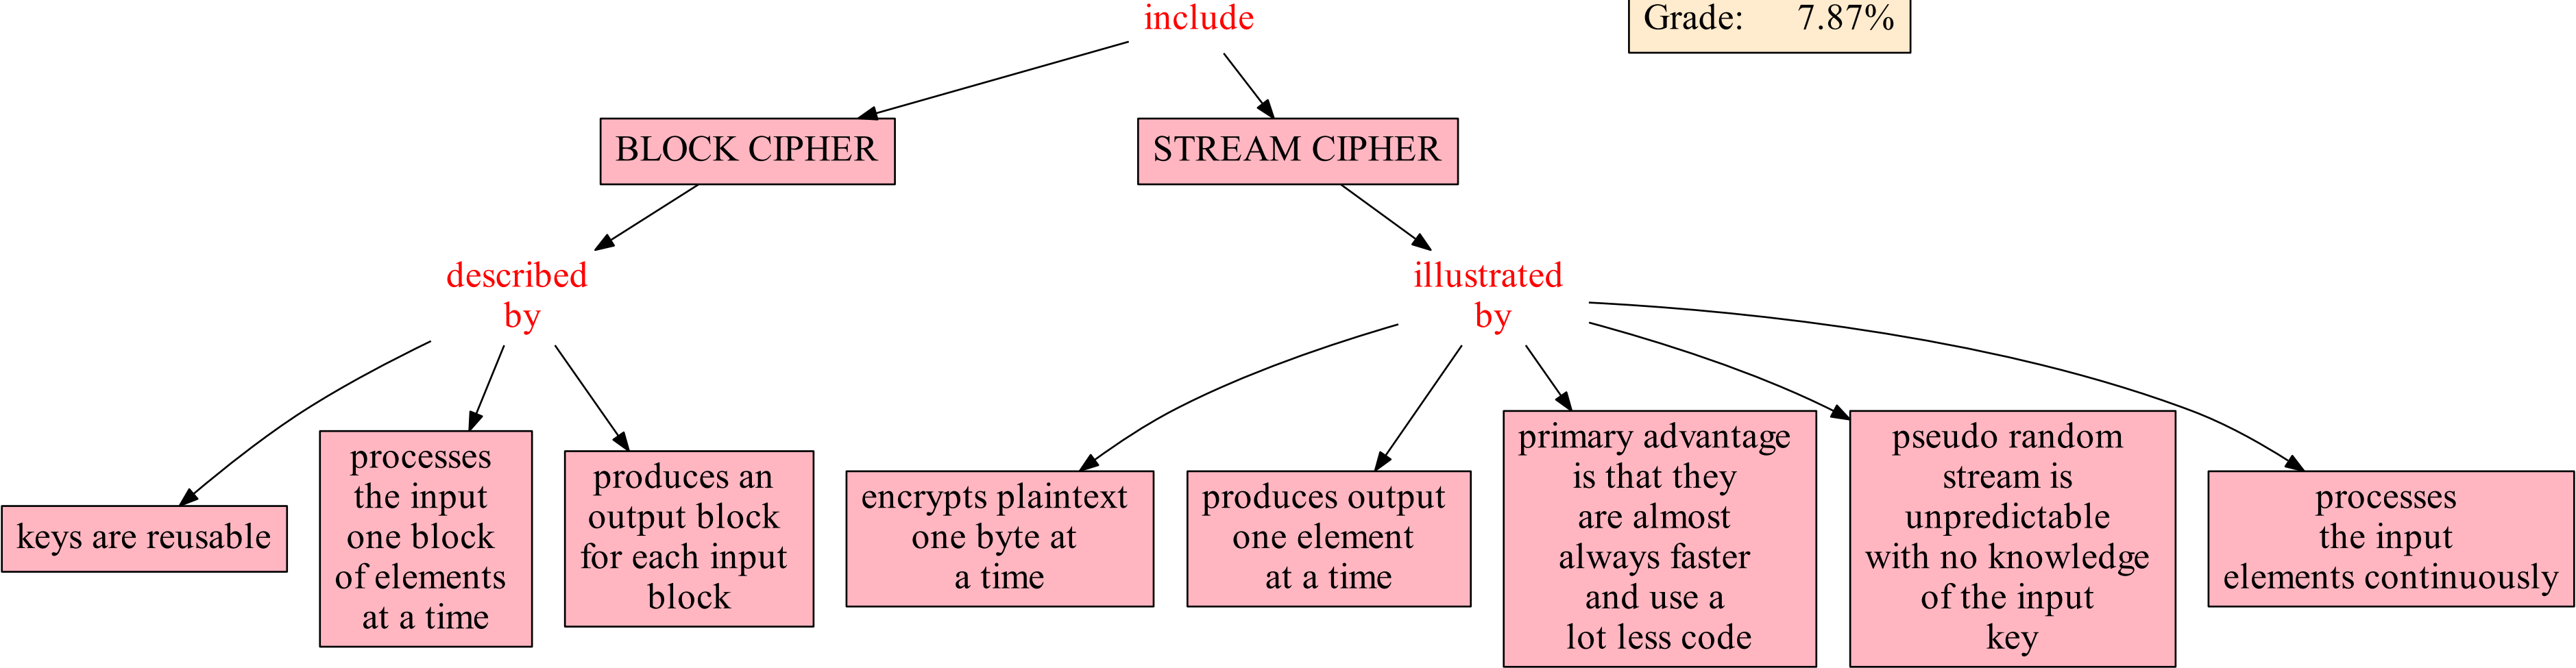 include
Grade: 7.87%
BLOCK CIPHER
STREAM CIPHER
described
by
illustrated
by
keys are reusable
processes
the input
one block
of elements
at a time
produces an
output block
for each input
block
encrypts plaintext
one byte at
a time
produces output
one element
at a time
primary advantage
is that they
are almost
always faster
and use a
lot less code
pseudo random
stream is
unpredictable
with no knowledge
of the input
key
processes
the input
elements continuously